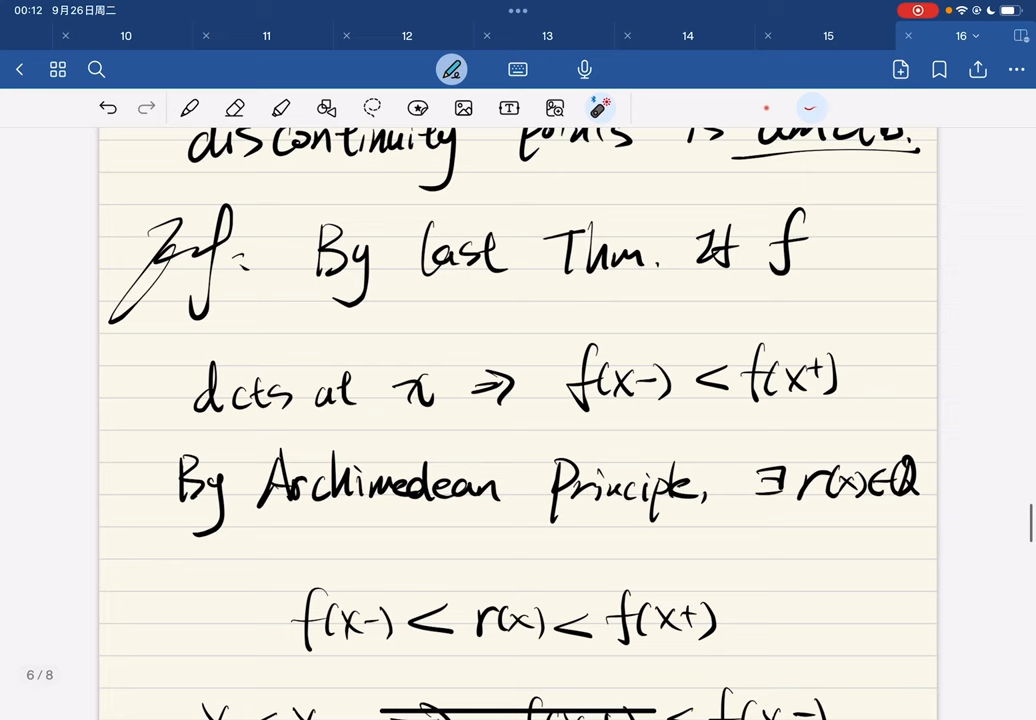 00:12 9月26日周二
10 11 12 13 14 15 16
discontinuity points is
Prf: By last Thm. If f
dcts at x ⇒ f(x-) < f(x+)
By Archimedean Principle, ∃ r(x)∈Q
f(x-) < r(x) < f(x+)
6 / 8